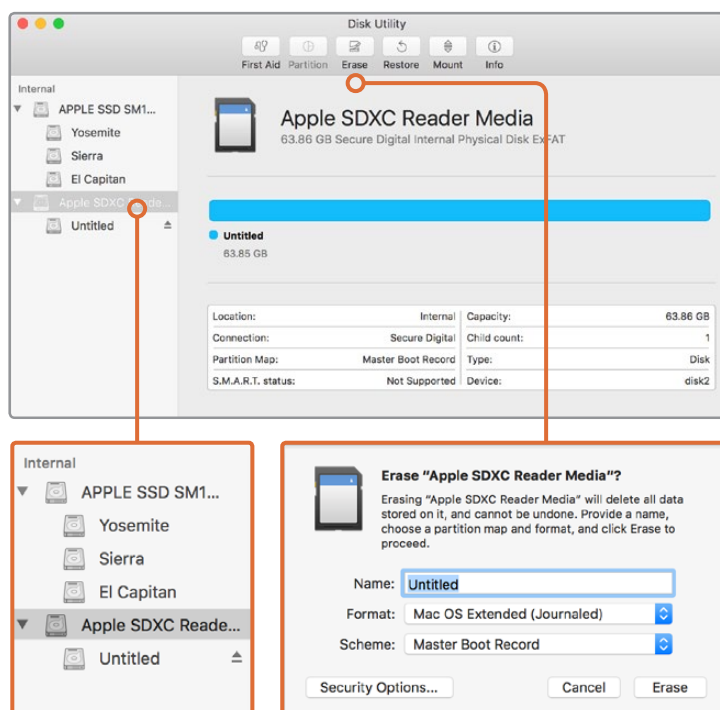 Disk Utility
First Aid Partition Erase Restore Mount Info
Internal
APPLE SSD SM1...
Yosemite
Sierra
El Capitan
Apple SDXC Reade...
Untitled
Apple SDXC Reader Media
63.86 GB Secure Digital Internal Physical Disk ExFAT
Untitled
63.85 GB
Location: Internal Capacity: 63.86 GB
Connection: Secure Digital Child count: 1
Partition Map: Master Boot Record Type: Disk
S.M.A.R.T. status: Not Supported Device: disk2
Internal
APPLE SSD SM1...
Yosemite
Sierra
El Capitan
Apple SDXC Reade...
Untitled
Erase "Apple SDXC Reader Media"?
Erasing "Apple SDXC Reader Media" will delete all data
stored on it, and cannot be undone. Provide a name,
choose a partition map and format, and click Erase to
proceed.
Name: Untitled
Format: Mac OS Extended (Journaled)
Scheme: Master Boot Record
Security Options... Cancel Erase